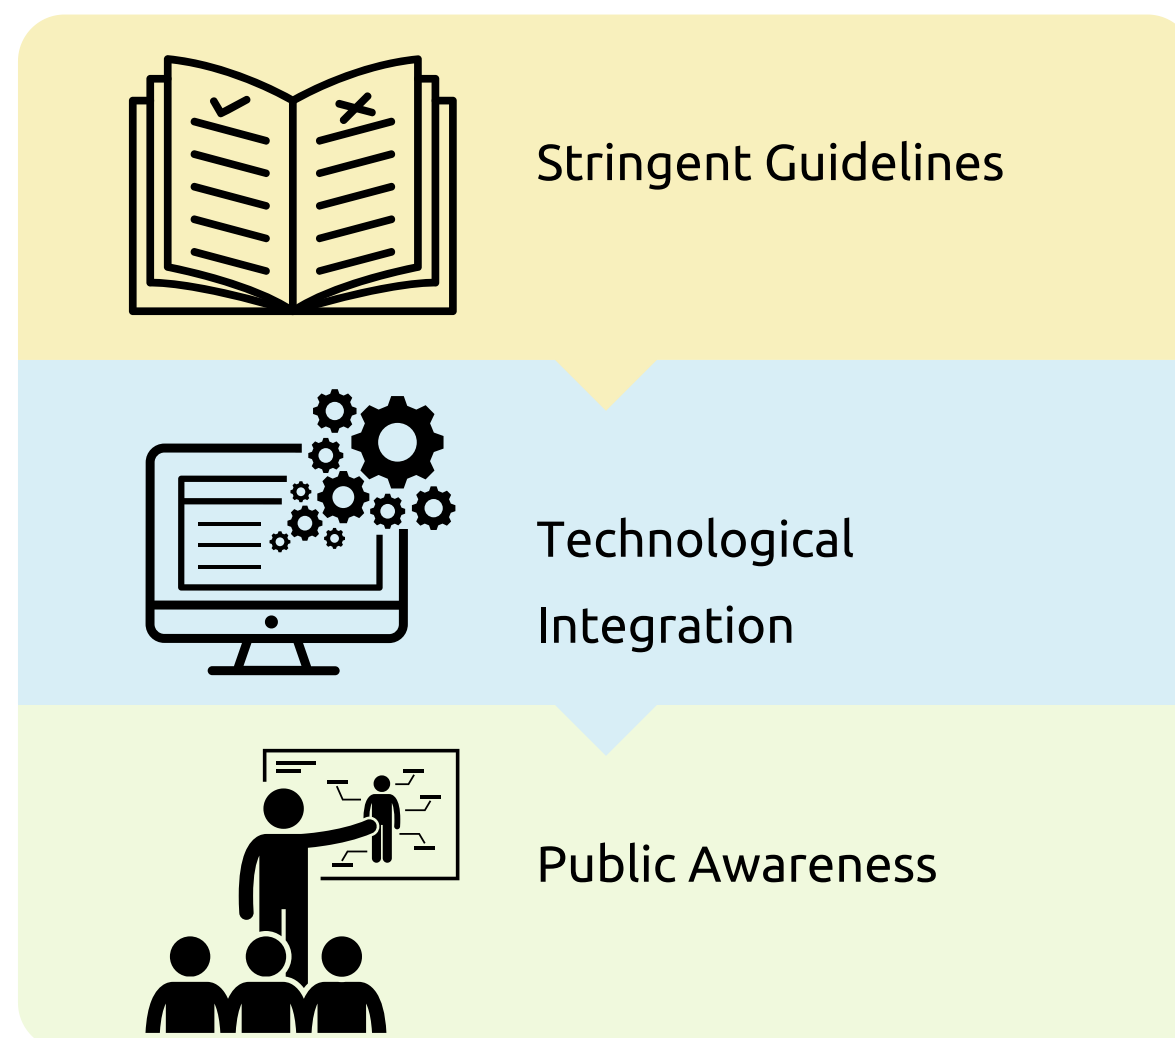 Stringent Guidelines
Technological
Integration
Public Awareness